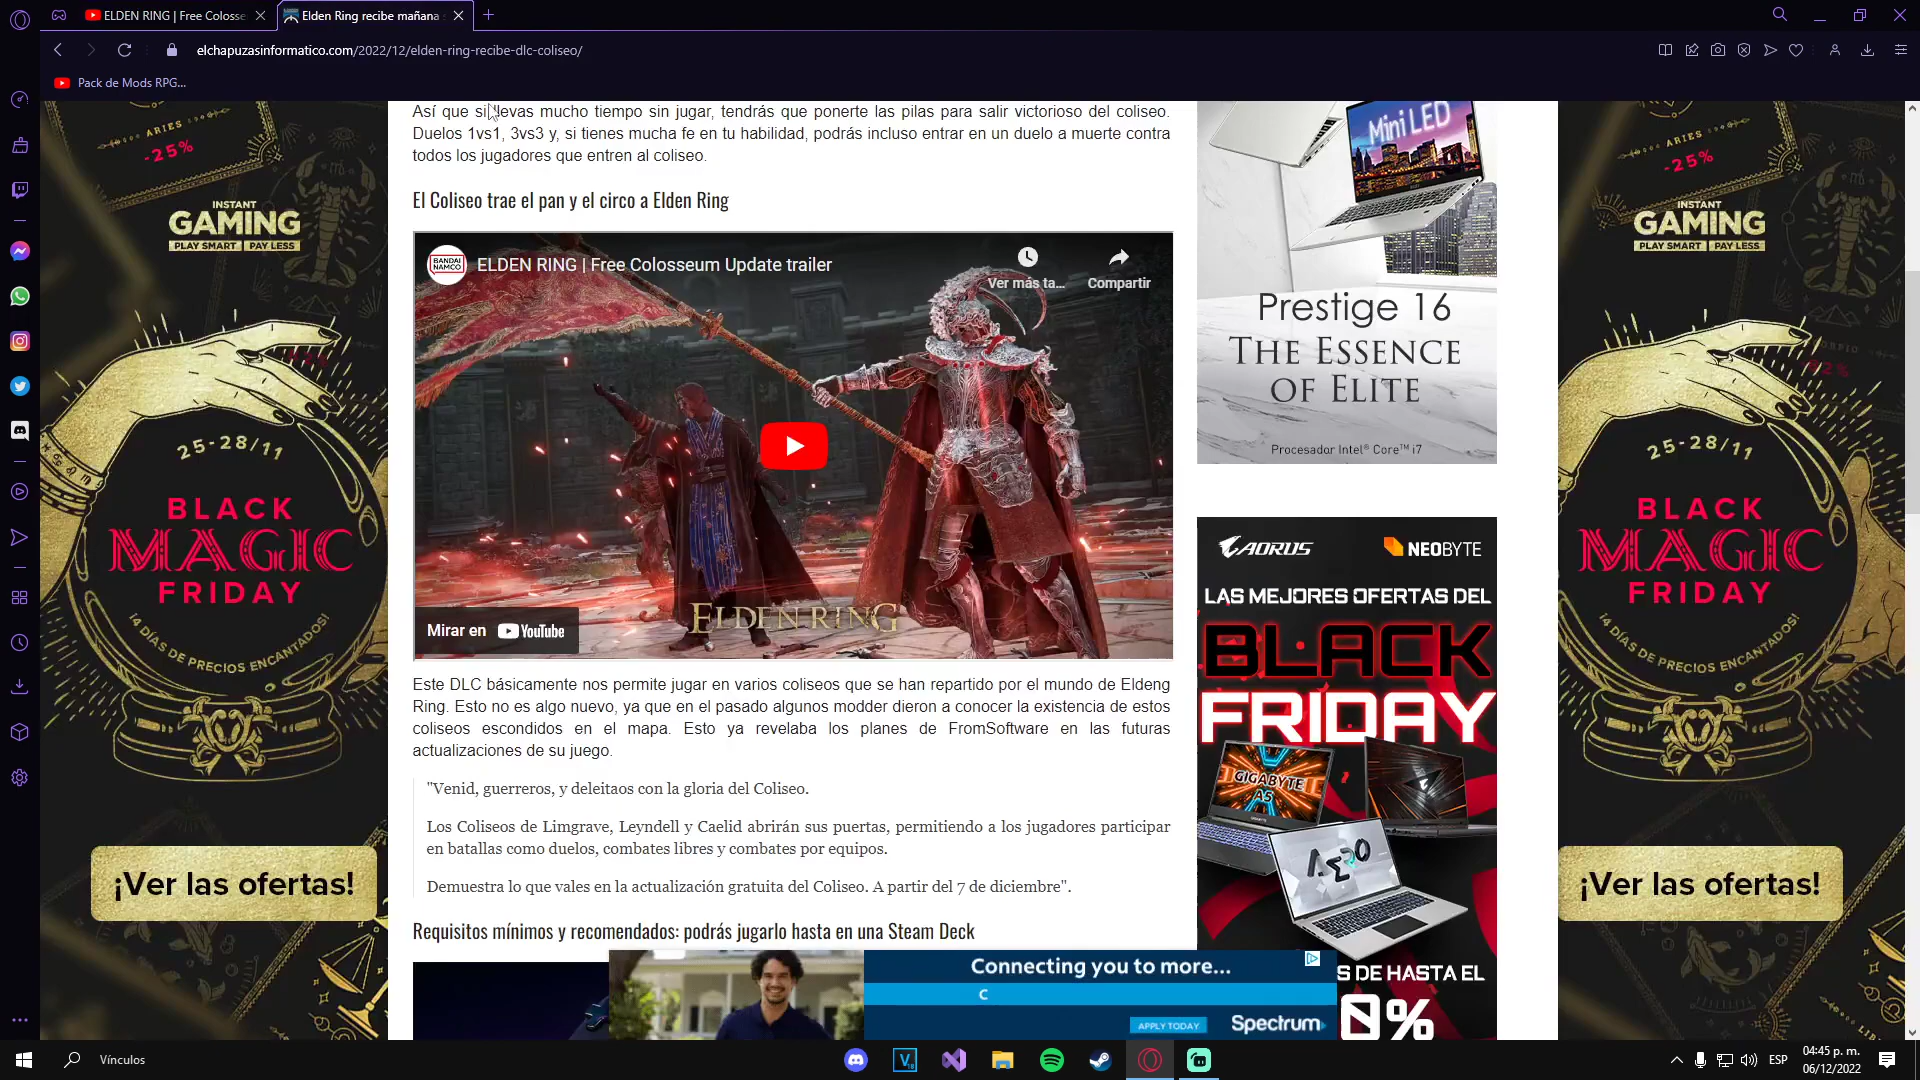 ELDEN RING | Free Colosse
Elden Ring recibe mañana
elchapuzasinformatico.com/2022/12/elden-ring-recibe-dlc-coliseo/
Pack de Mods RPG...
Así que si llevas mucho tiempo sin jugar, tendrás que ponerte las pilas para salir victorioso del coliseo.
Duelos 1vs1, 3vs3 y, si tienes mucha fe en tu habilidad, podrás incluso entrar en un duelo a muerte contra
todos los jugadores que entren al coliseo.
El Coliseo trae el pan y el circo a Elden Ring
BANDAI
NAMCO
ELDEN RING | Free Colosseum Update trailer
Ver más ta...
Compartir
ELDEN RING
Mirar en YouTube
Este DLC básicamente nos permite jugar en varios coliseos que se han repartido por el mundo de Eldeng
Ring. Esto no es algo nuevo, ya que en el pasado algunos modder dieron a conocer la existencia de estos
coliseos escondidos en el mapa. Esto ya revelaba los planes de FromSoftware en las futuras
actualizaciones de su juego.
"Venid, guerreros, y deleitaos con la gloria del Coliseo.
Los Coliseos de Limgrave, Leyndell y Caelid abrirán sus puertas, permitiendo a los jugadores participar
en batallas como duelos, combates libres y combates por equipos.
Demuestra lo que vales en la actualización gratuita del Coliseo. A partir del 7 de diciembre".
Requisitos mínimos y recomendados: podrás jugarlo hasta en una Steam Deck
ARIES
-25%
INSTANT
GAMING
PLAY SMART PAY LESS
25-28/11
BLACK
MAGIC
FRIDAY
¡4 DÍAS DE PRECIOS ENCANTADOS!
¡Ver las ofertas!
Mini LED
Prestige 16
THE ESSENCE
OF ELITE
Procesador Intel® Core™ i7
AORUS
NEOBYTE
LAS MEJORES OFERTAS DEL
BLACK
FRIDAY
GIGABYTE
A5
AERO
S DE HASTA EL
0%
Connecting you to more...
C
APPLY TODAY
Spectrum
ARIES
-25%
INSTANT
GAMING
PLAY SMART PAY LESS
25-28/11
BLACK
MAGIC
FRIDAY
¡4 DÍAS DE PRECIOS ENCANTADOS!
¡Ver las ofertas!
Vínculos
ESP
04:45 p. m.
06/12/2022